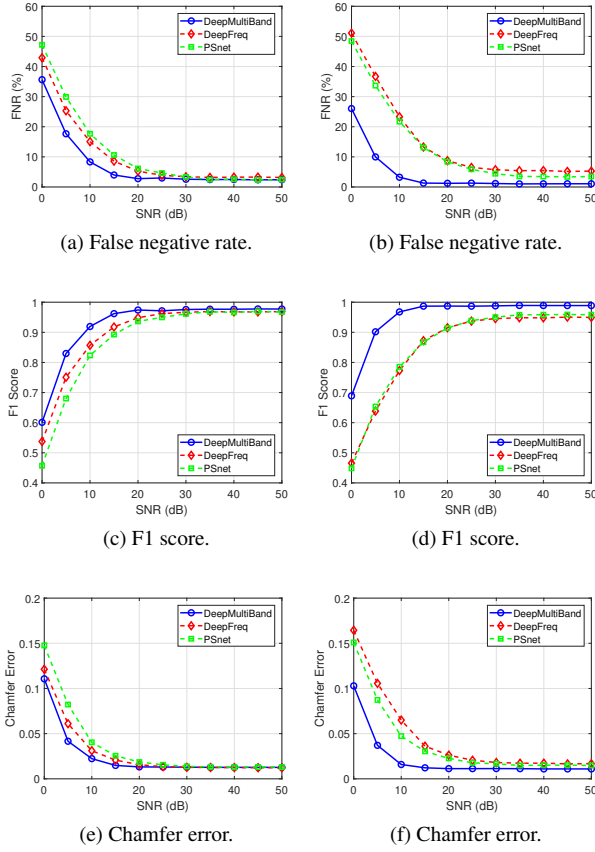 60
50
40
30
20
10
0
FNR (%)
0 10 20 30 40 50
SNR (dB)
DeepMultiBand
DeepFreq
PSnet
(a) False negative rate.
60
50
40
30
20
10
0
FNR (%)
0 10 20 30 40 50
SNR (dB)
DeepMultiBand
DeepFreq
PSnet
(b) False negative rate.
1
0.9
0.8
0.7
0.6
0.5
0.4
F1 Score
0 10 20 30 40 50
SNR (dB)
DeepMultiBand
DeepFreq
PSnet
(c) F1 score.
1
0.9
0.8
0.7
0.6
0.5
0.4
F1 Score
0 10 20 30 40 50
SNR (dB)
DeepMultiBand
DeepFreq
PSnet
(d) F1 score.
0.2
0.15
0.1
0.05
0
Chamfer Error
0 10 20 30 40 50
SNR (dB)
DeepMultiBand
DeepFreq
PSnet
(e) Chamfer error.
0.2
0.15
0.1
0.05
0
Chamfer Error
0 10 20 30 40 50
SNR (dB)
DeepMultiBand
DeepFreq
PSnet
(f) Chamfer error.